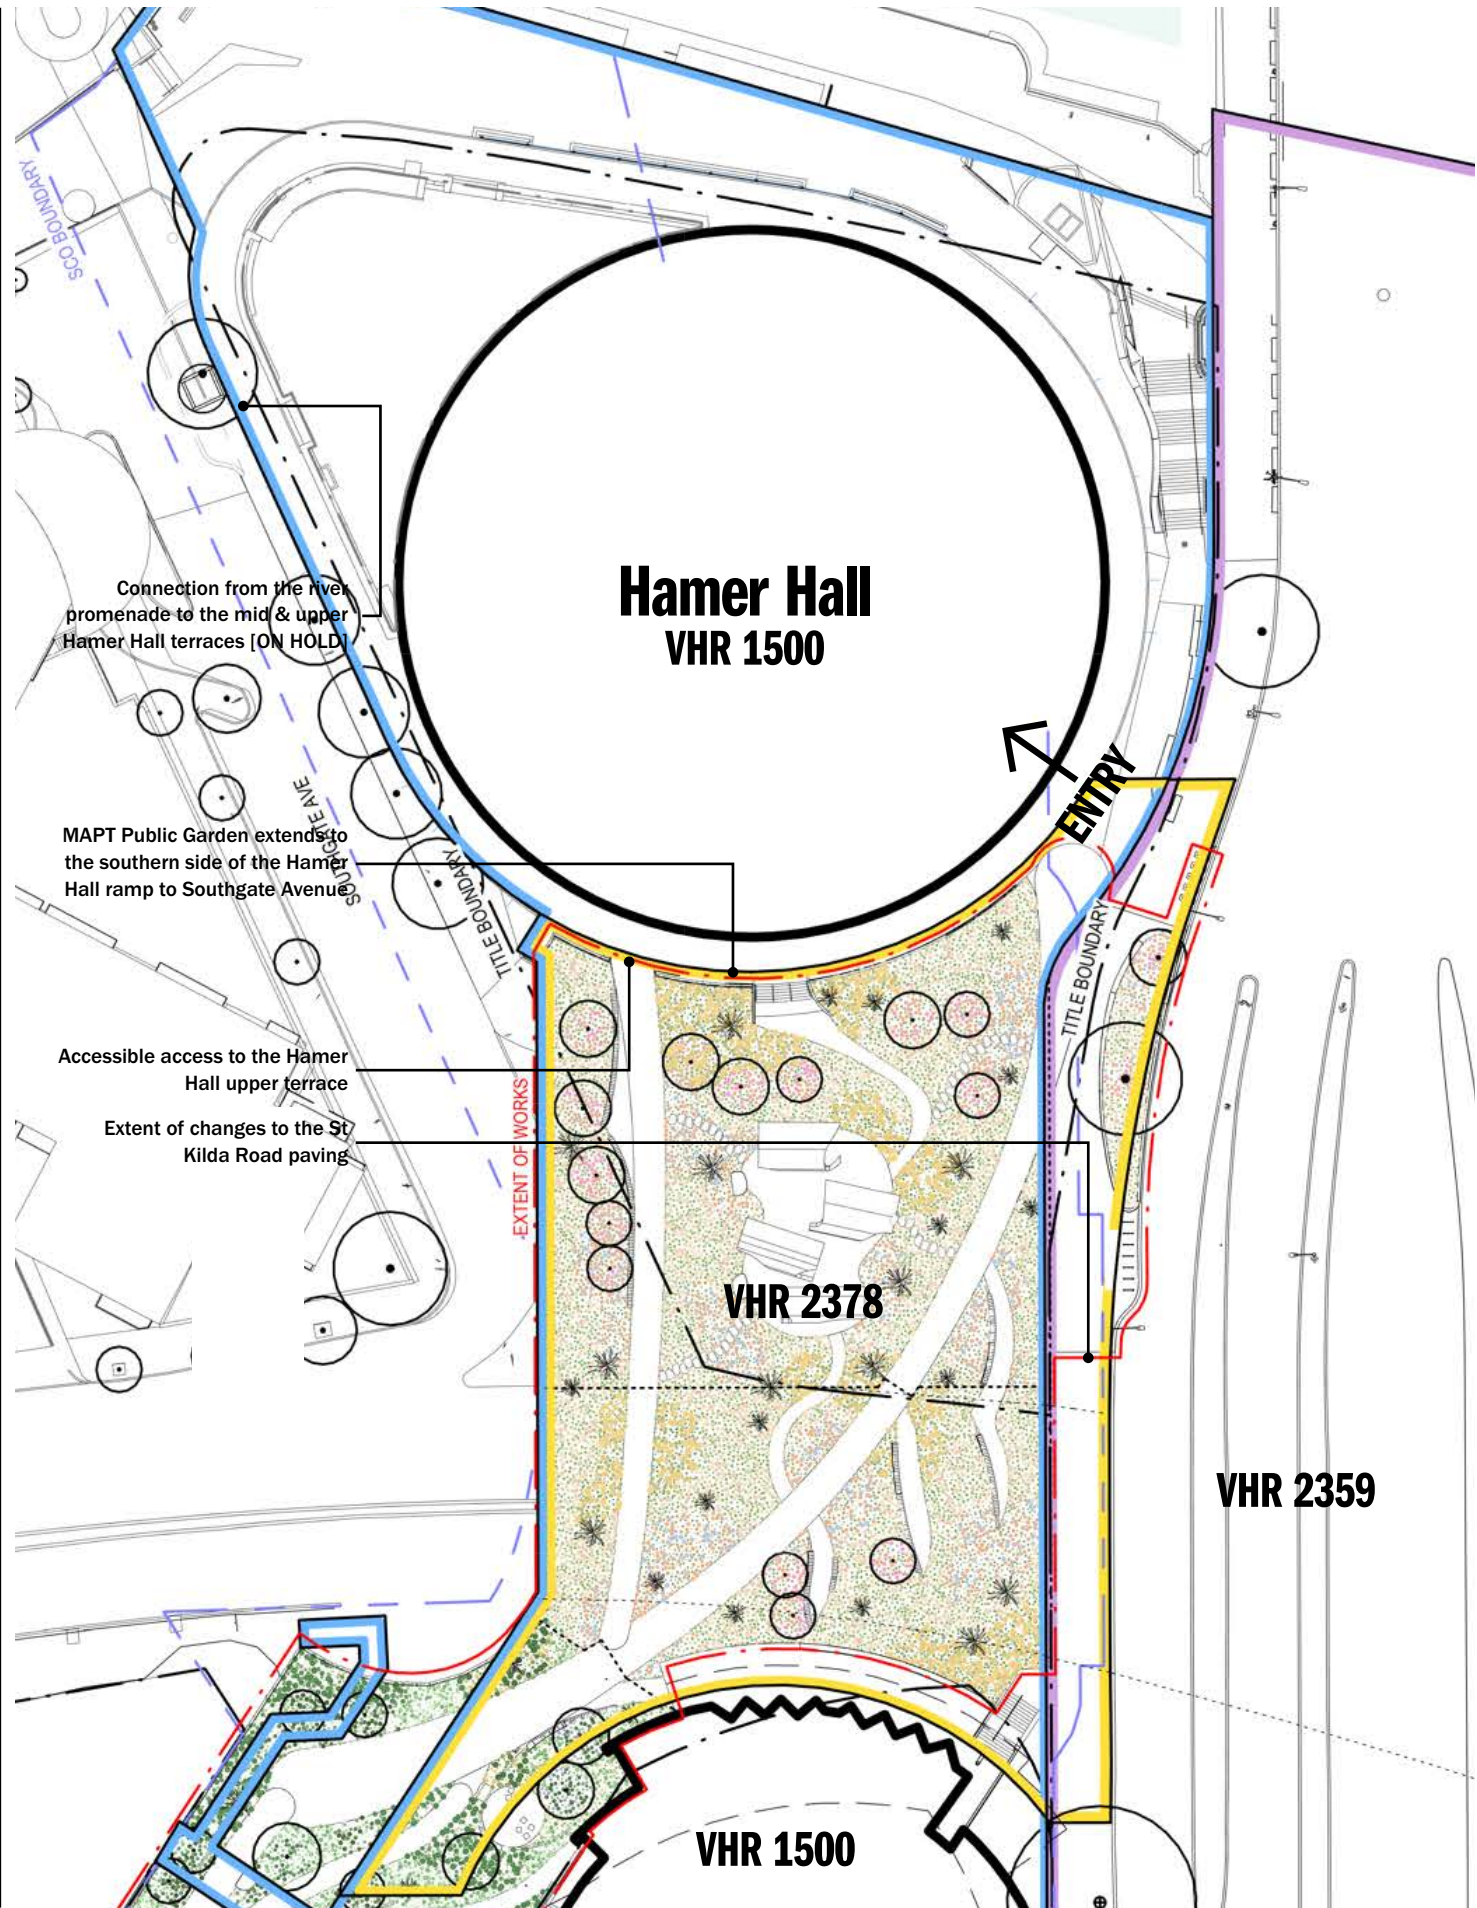 SCO BOUNDARY
Hamer Hall
VHR 1500
Connection from the river
promenade to the mid & upper
Hamer Hall terraces [ON HOLD]
ENTRY
SOUTHGATE AVE
MAPT Public Garden extends to
the southern side of the Hamer
Hall ramp to Southgate Avenue
TITLE BOUNDARY
TITLE BOUNDARY
Accessible access to the Hamer
Hall upper terrace
EXTENT OF WORKS
Extent of changes to the St
Kilda Road paving
VHR 2378
VHR 2359
VHR 1500